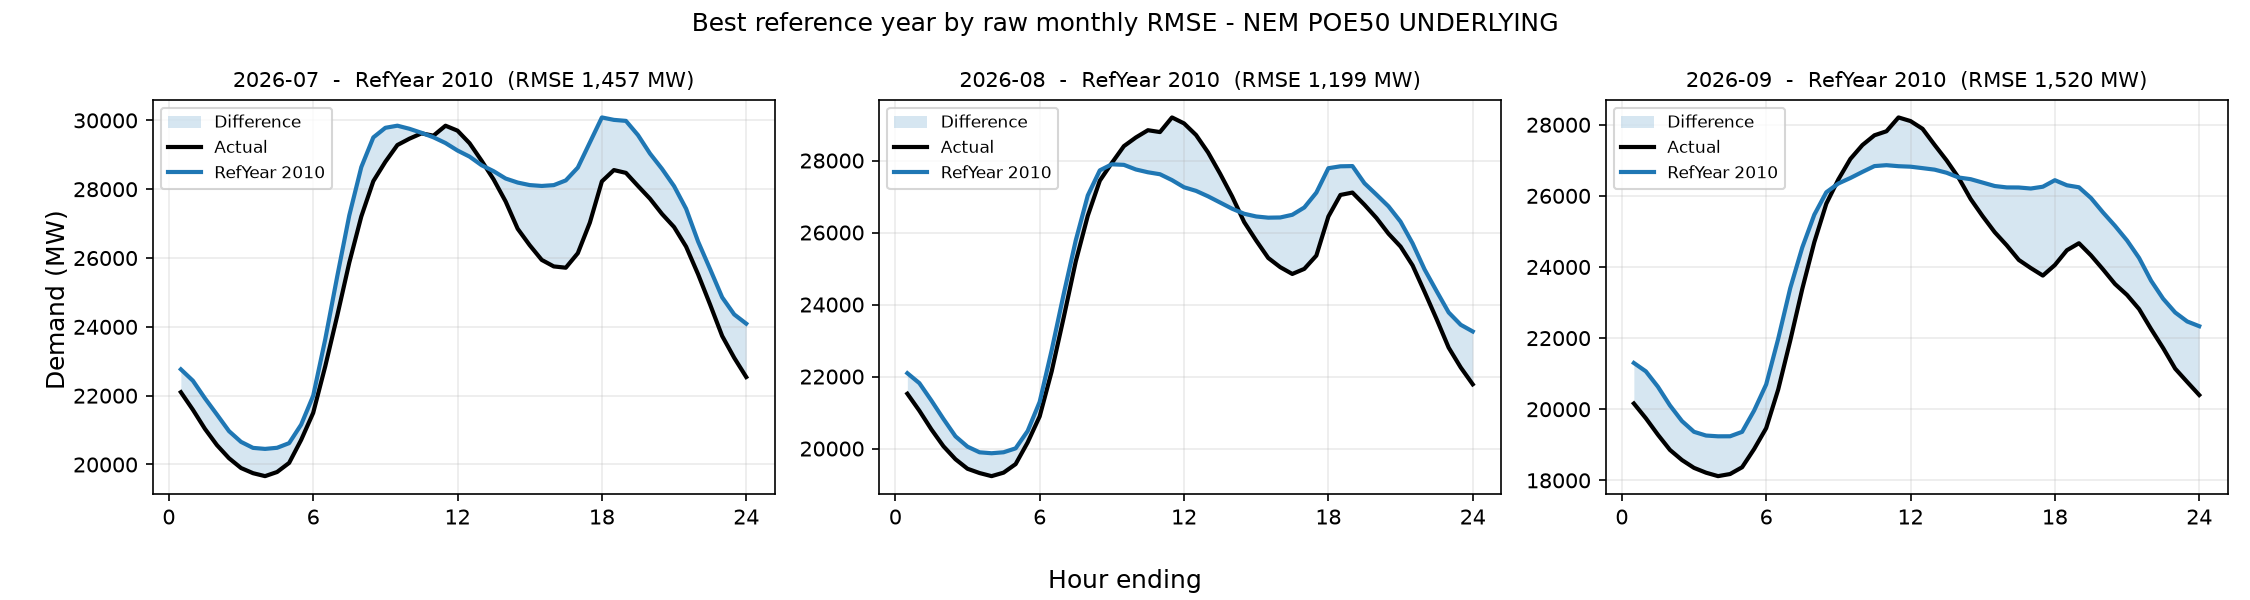 Best reference year by raw monthly RMSE - NEM POE50 UNDERLYING
2026-07 - RefYear 2010 (RMSE 1,457 MW)
Difference
Actual
RefYear 2010
30000
28000
26000
24000
22000
20000
Demand (MW)
0 6 12 18 24
2026-08 - RefYear 2010 (RMSE 1,199 MW)
Difference
Actual
RefYear 2010
28000
26000
24000
22000
20000
0 6 12 18 24
2026-09 - RefYear 2010 (RMSE 1,520 MW)
Difference
Actual
RefYear 2010
28000
26000
24000
22000
20000
18000
0 6 12 18 24
Hour ending